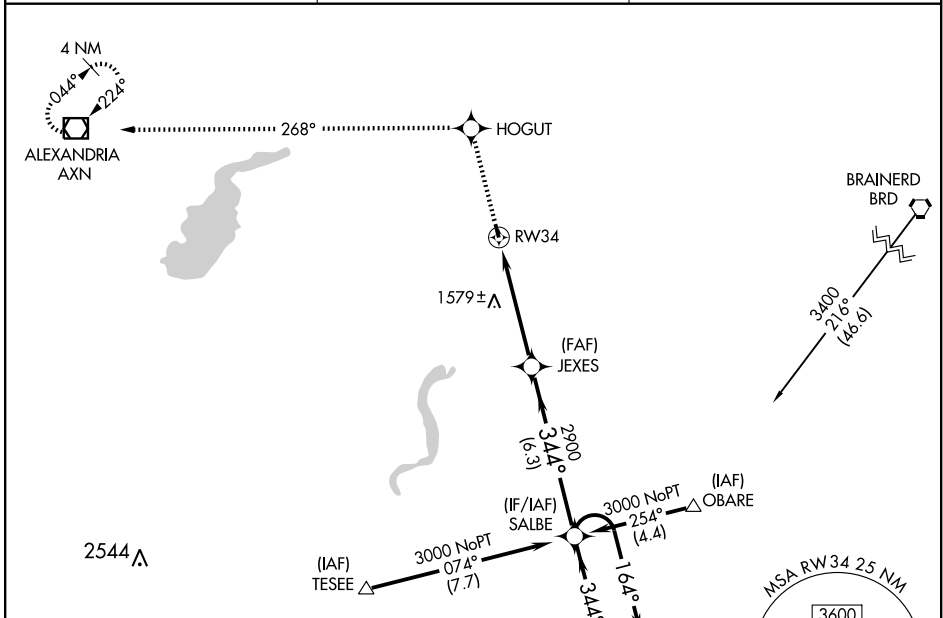 4 NM
044°
224°
ALEXANDRIA
AXN
268°
HOGUT
BRAINERD
BRD
RW34
1579±
3400
216°
(46.6)
(FAF)
JEXES
2900
344°
(6.3)
(IF/IAF)
SALBE
3000 NoPT
254°
(4.4)
(IAF)
OBARE
2544
(IAF)
TESEE
3000 NoPT
074°
(7.7)
344°
164°
MSA RW34 25 NM
3600